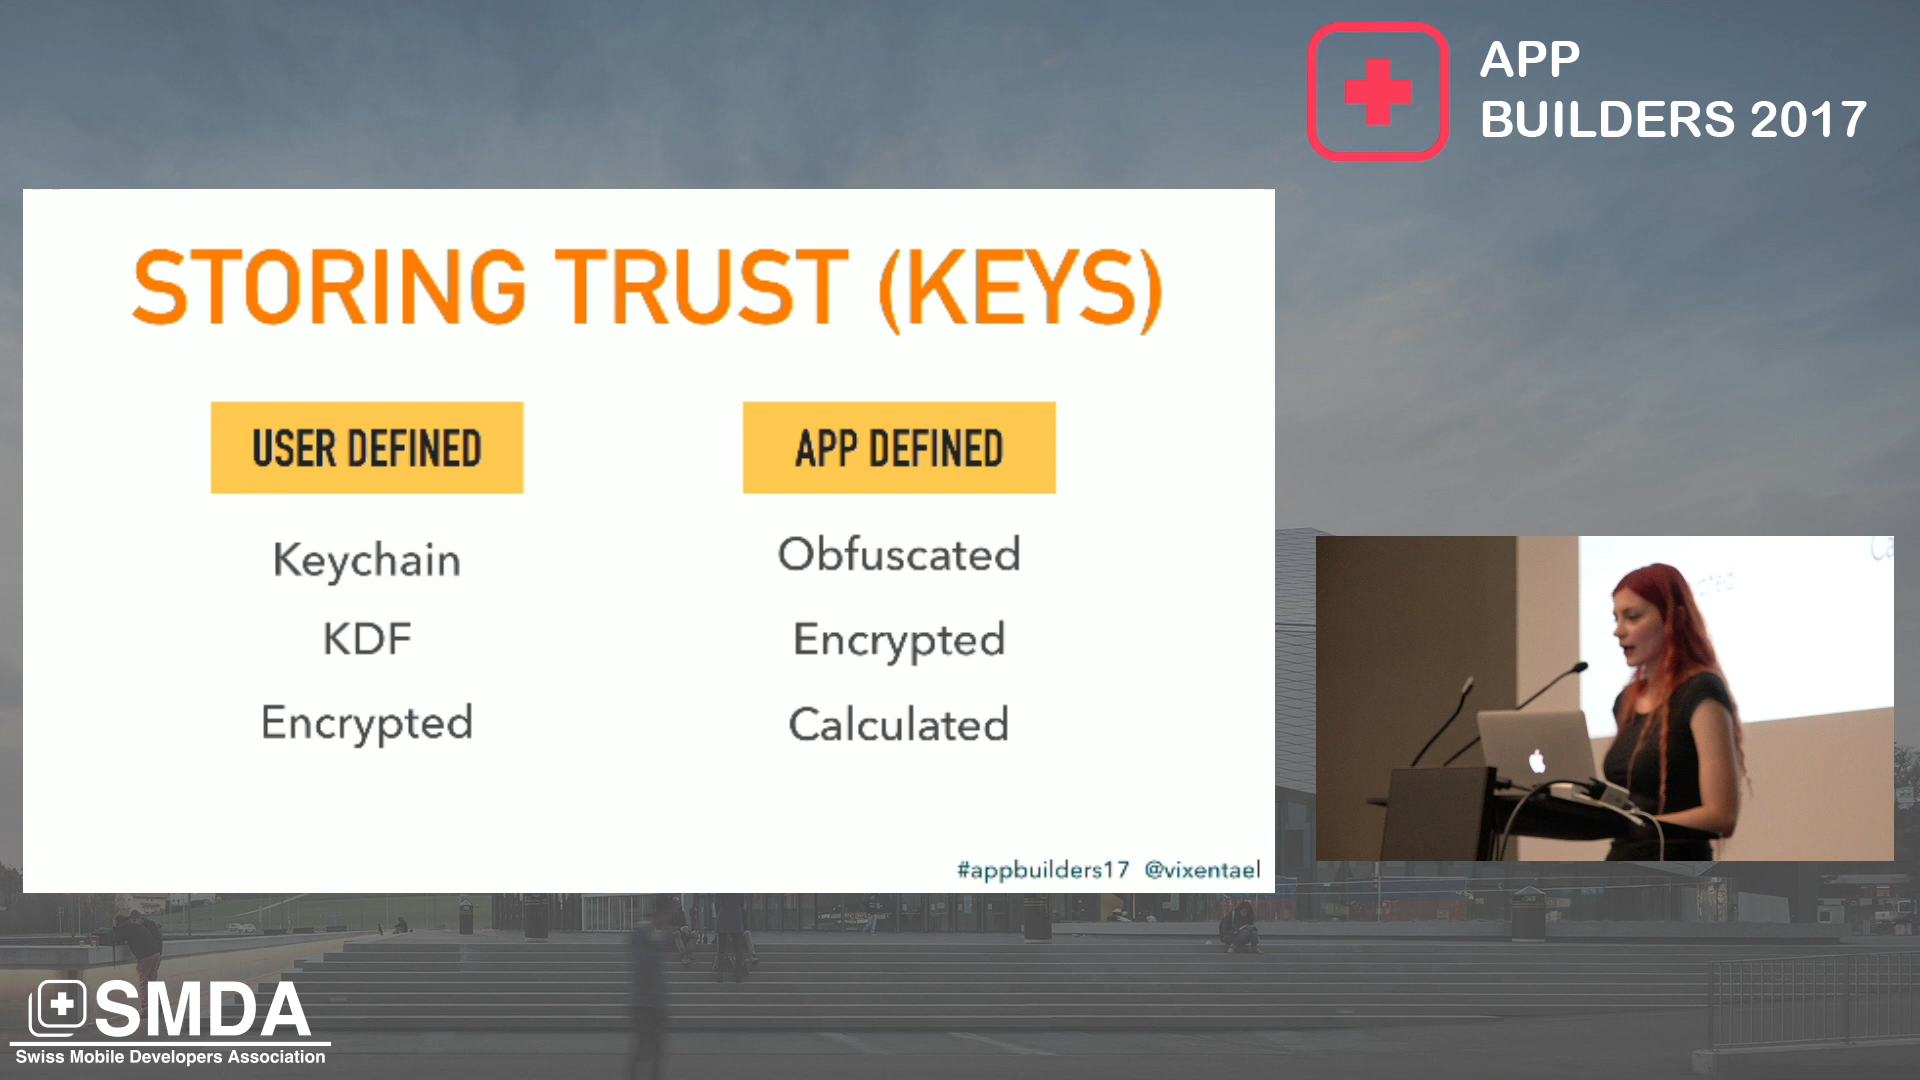 APP
BUILDERS 2017
STORING TRUST (KEYS)
USER DEFINED
APP DEFINED
Keychain
Obfuscated
KDF
Encrypted
Encrypted
Calculated
#appbuilders17 @vixentael
SMDA
Swiss Mobile Developers Association